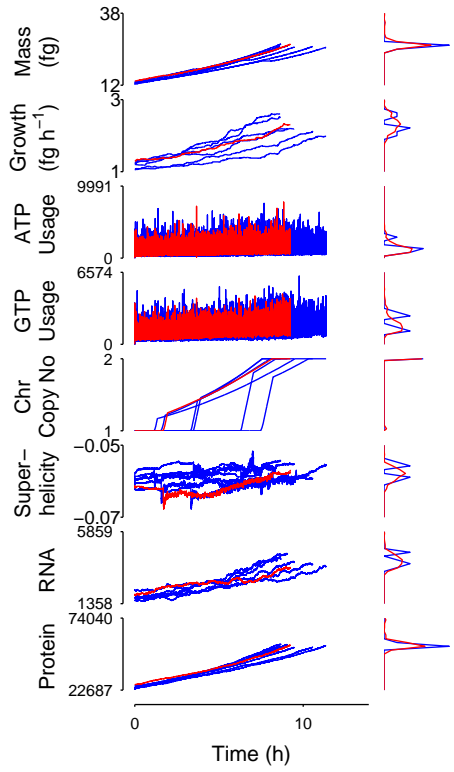 38
Mass
(fg)
12
3
Growth
(fg h⁻¹)
1
9991
ATP
Usage
0
6574
GTP
Usage
0
2
Chr
Copy No
1
−0.05
Super−
helicity
−0.07
5859
RNA
1358
74040
Protein
22687
0 10
Time (h)